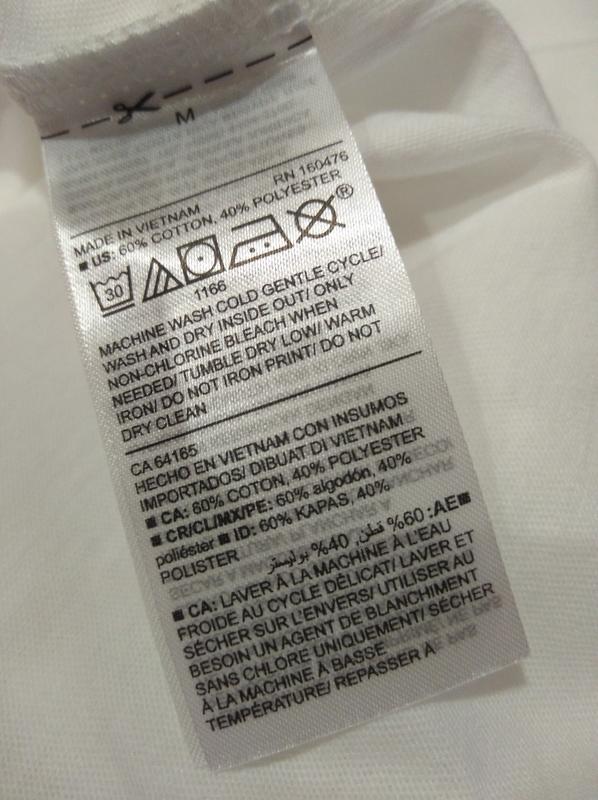 M
RN 160476
MADE IN VIETNAM
■ US: 60% COTTON, 40% POLYESTER
30
®
1166
MACHINE WASH COLD GENTLE CYCLE/
WASH AND DRY INSIDE OUT/ ONLY
NON-CHLORINE BLEACH WHEN
NEEDED/ TUMBLE DRY LOW/ WARM
IRON/ DO NOT IRON PRINT/ DO NOT
DRY CLEAN
CA 64165
HECHO EN VIETNAM CON INSUMOS
IMPORTADOS/ DIBUAT DI VIETNAM
■ CA: 60% COTON, 40% POLYESTER
■ CR/CL/MX/PE: 60% algodón, 40%
poliéster ■ ID: 60% KAPAS, 40%
POLISTER
■AE: 60% قطن, 40% بوليستر
■ CA: LAVER À LA MACHINE À L'EAU
FROIDE AU CYCLE DÉLICAT/ LAVER ET
SÉCHER SUR L'ENVERS/ UTILISER AU
BESOIN UN AGENT DE BLANCHIMENT
SANS CHLORE UNIQUEMENT/ SÉCHER
À LA MACHINE À BASSE
TEMPÉRATURE/ REPASSER À